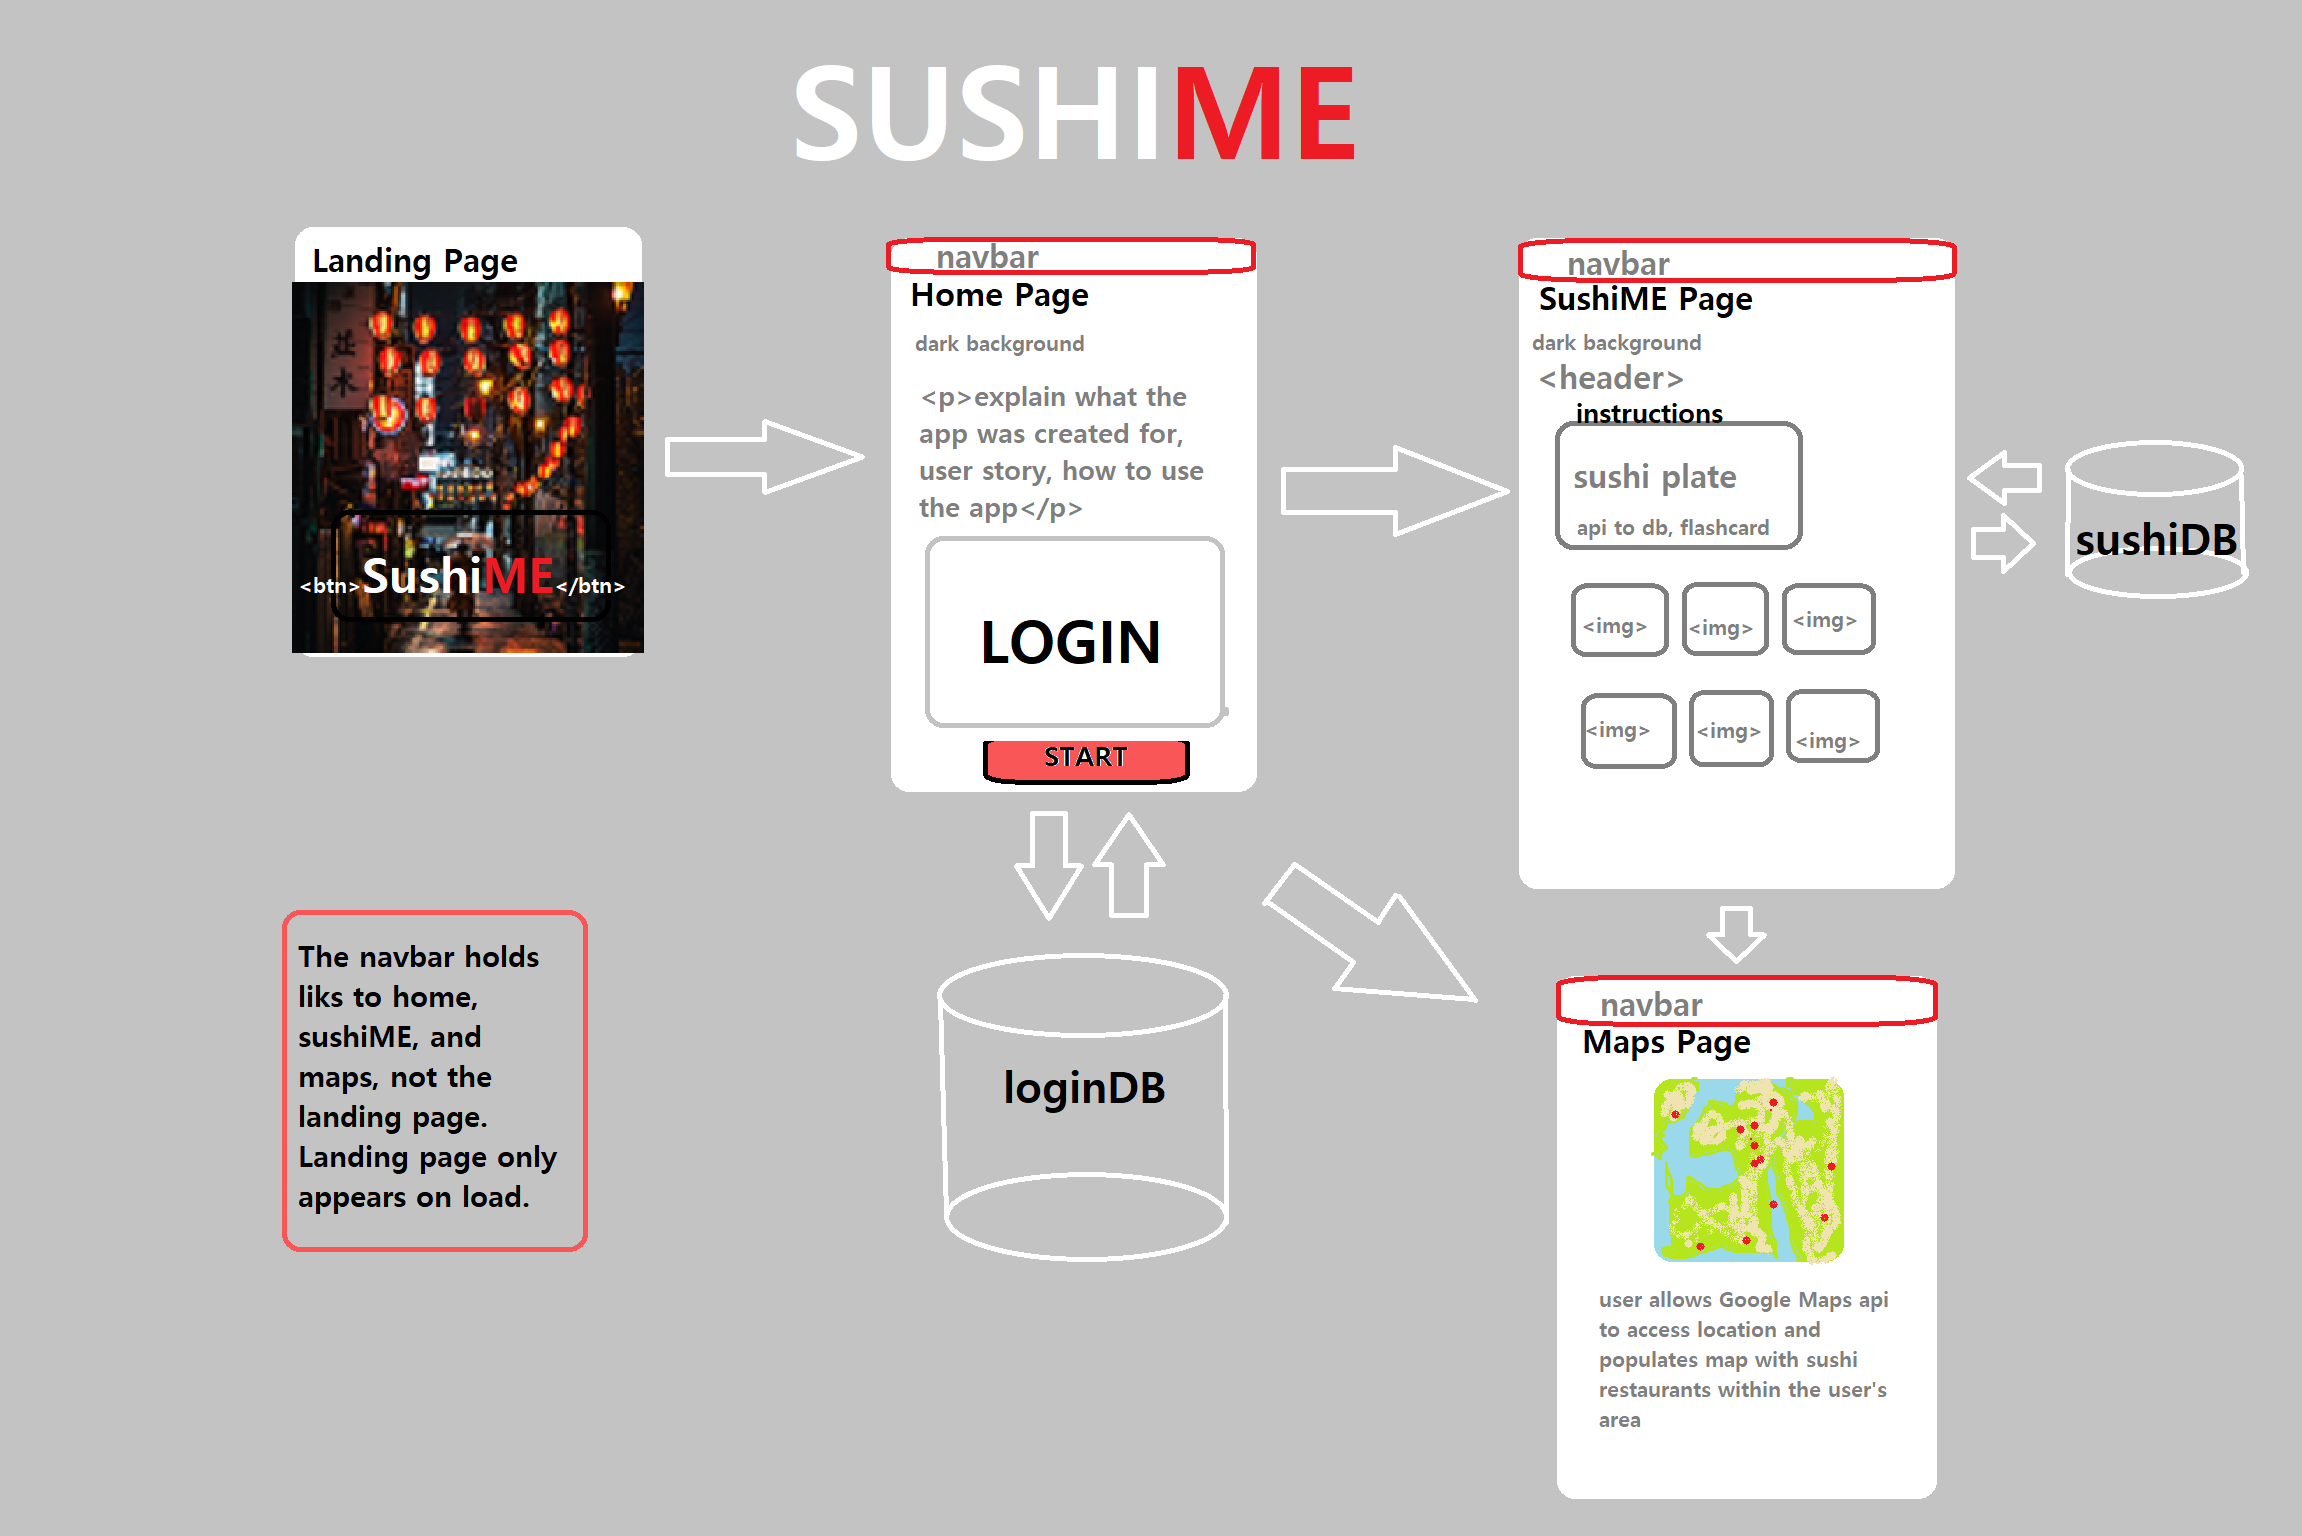 SUSHIME
Landing Page
<btn>SushiME</btn>
navbar
Home Page
dark background
<p>explain what the
app was created for,
user story, how to use
the app</p>
LOGIN
START
navbar
SushiME Page
dark background
<header>
instructions
sushi plate
api to db, flashcard
<img>
<img>
<img>
<img>
<img>
<img>
sushiDB
The navbar holds
liks to home,
sushiME, and
maps, not the
landing page.
Landing page only
appears on load.
loginDB
navbar
Maps Page
user allows Google Maps api
to access location and
populates map with sushi
restaurants within the user's
area